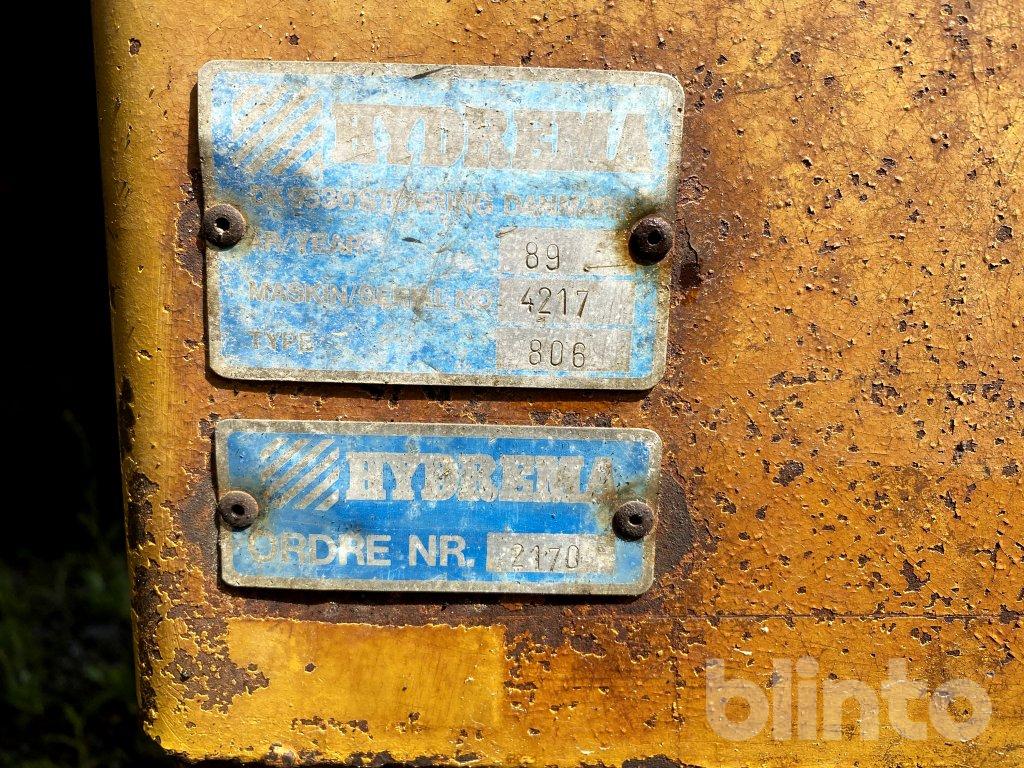 HYDREMA
DK 9530 STØVRING DANMARK
ÅR/YEAR 89
MASKIN/SERIAL NO 4217
TYPE 806
HYDREMA
ORDRE NR. 2170
blinto